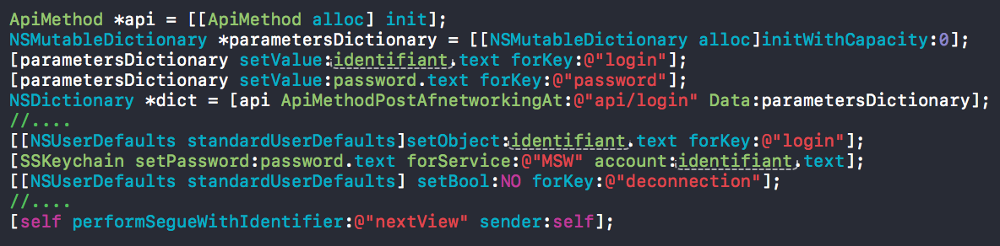 ApiMethod *api = [[ApiMethod alloc] init];
NSMutableDictionary *parametersDictionary = [[NSMutableDictionary alloc]initWithCapacity:0];
[parametersDictionary setValue:identifiant.text forKey:@"login"];
[parametersDictionary setValue:password.text forKey:@"password"];
NSDictionary *dict = [api ApiMethodPostAfnetworkingAt:@"api/login" Data:parametersDictionary];
//....
[[NSUserDefaults standardUserDefaults]setObject:identifiant.text forKey:@"login"];
[SSKeychain setPassword:password.text forService:@"MSW" account:identifiant.text];
[[NSUserDefaults standardUserDefaults] setBool:NO forKey:@"deconnection"];
//....
[self performSegueWithIdentifier:@"nextView" sender:self];